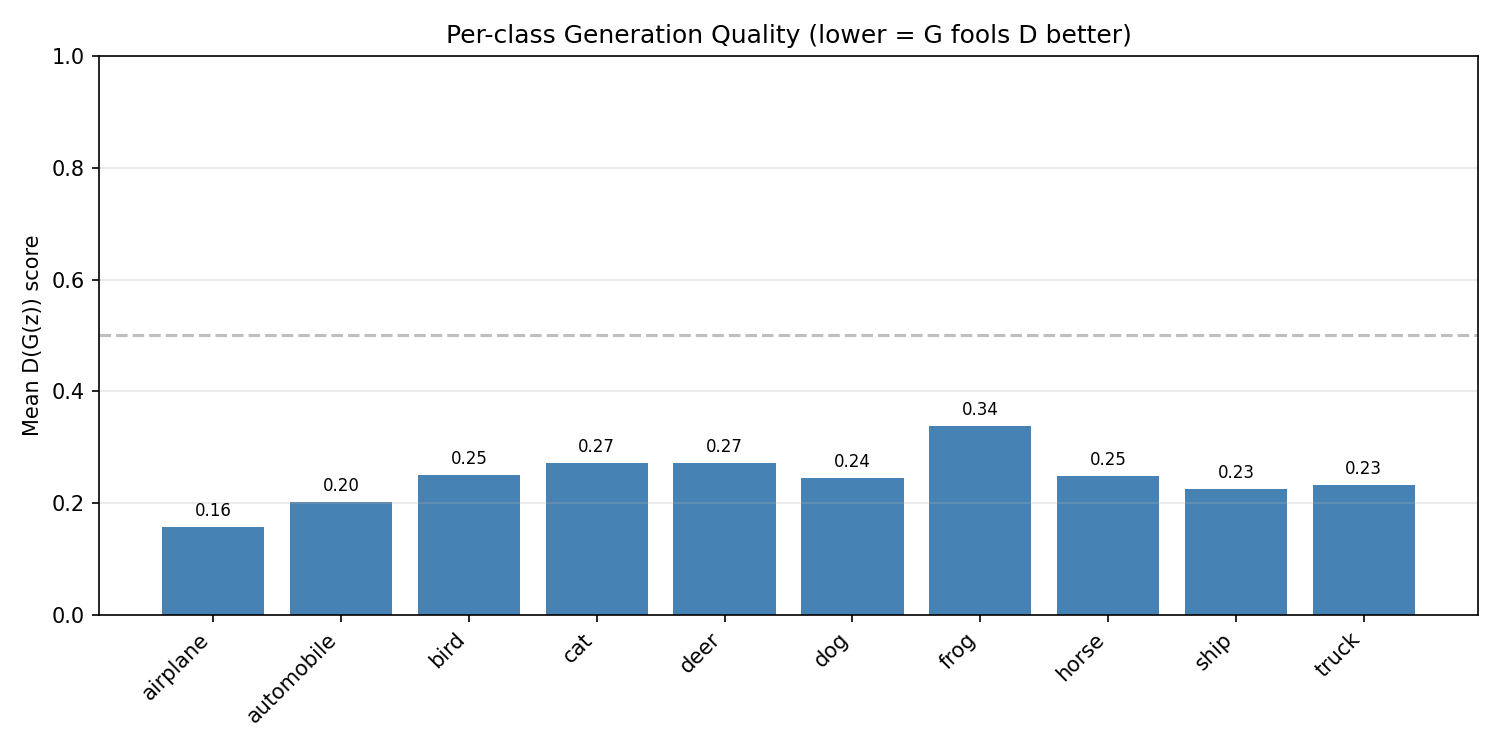 Per-class Generation Quality (lower = G fools D better)
Mean D(G(z)) score
1.0
0.8
0.6
0.4
0.2
0.0
0.16
0.20
0.25
0.27
0.27
0.24
0.34
0.25
0.23
0.23
airplane
automobile
bird
cat
deer
dog
frog
horse
ship
truck